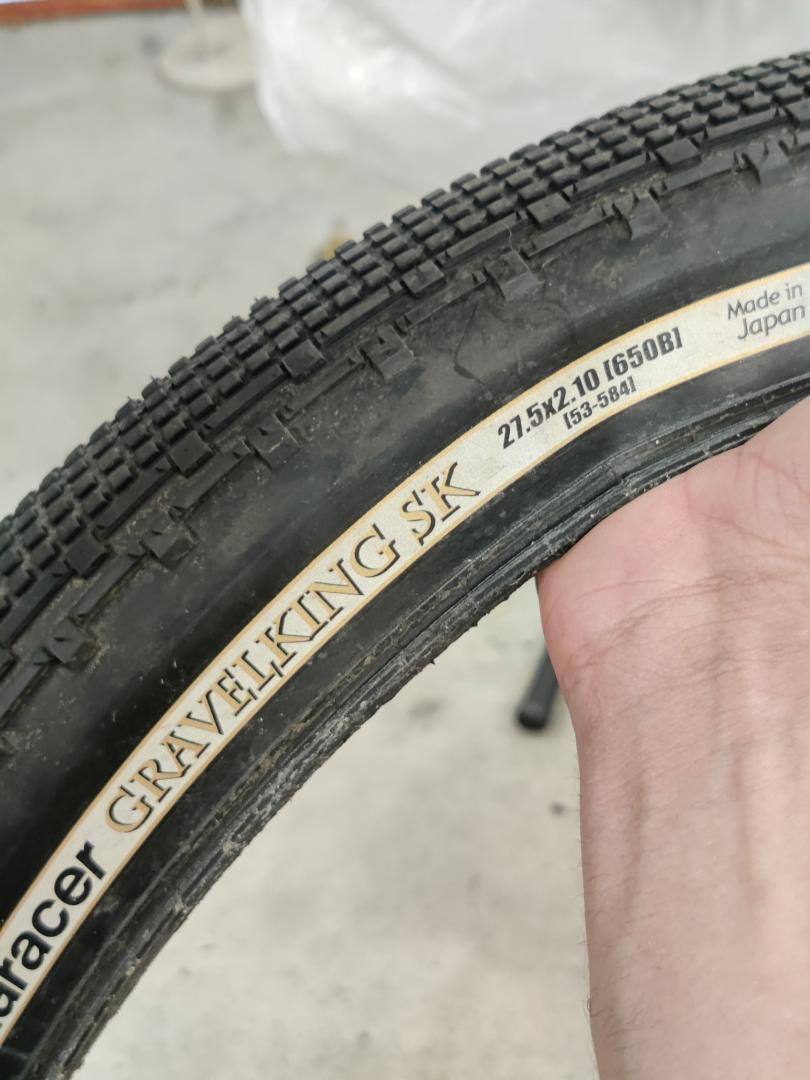 aracer GRAVELKING SK
27.5x2.10 [650B]
[53-584]
Made in
Japan